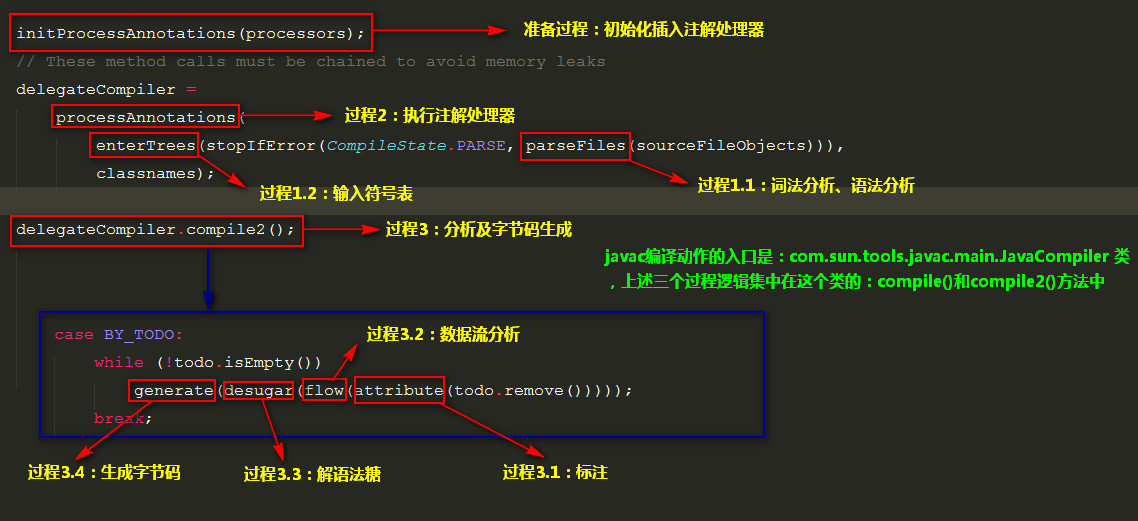 initProcessAnnotations(processors);
准备过程：初始化插入注解处理器
// These method calls must be chained to avoid memory leaks
delegateCompiler =
processAnnotations(
过程2：执行注解处理器
enterTrees(stopIfError(CompileState.PARSE, parseFiles(sourceFileObjects))),
classnames);
过程1.2：输入符号表
过程1.1：词法分析、语法分析
delegateCompiler.compile2();
过程3：分析及字节码生成
javac编译动作的入口是：com.sun.tools.javac.main.JavaCompiler 类
，上述三个过程逻辑集中在这个类的：compile()和compile2()方法中
case BY_TODO:
过程3.2：数据流分析
while (!todo.isEmpty())
generate(desugar(flow(attribute(todo.remove()))));
break;
过程3.4：生成字节码
过程3.3：解语法糖
过程3.1：标注